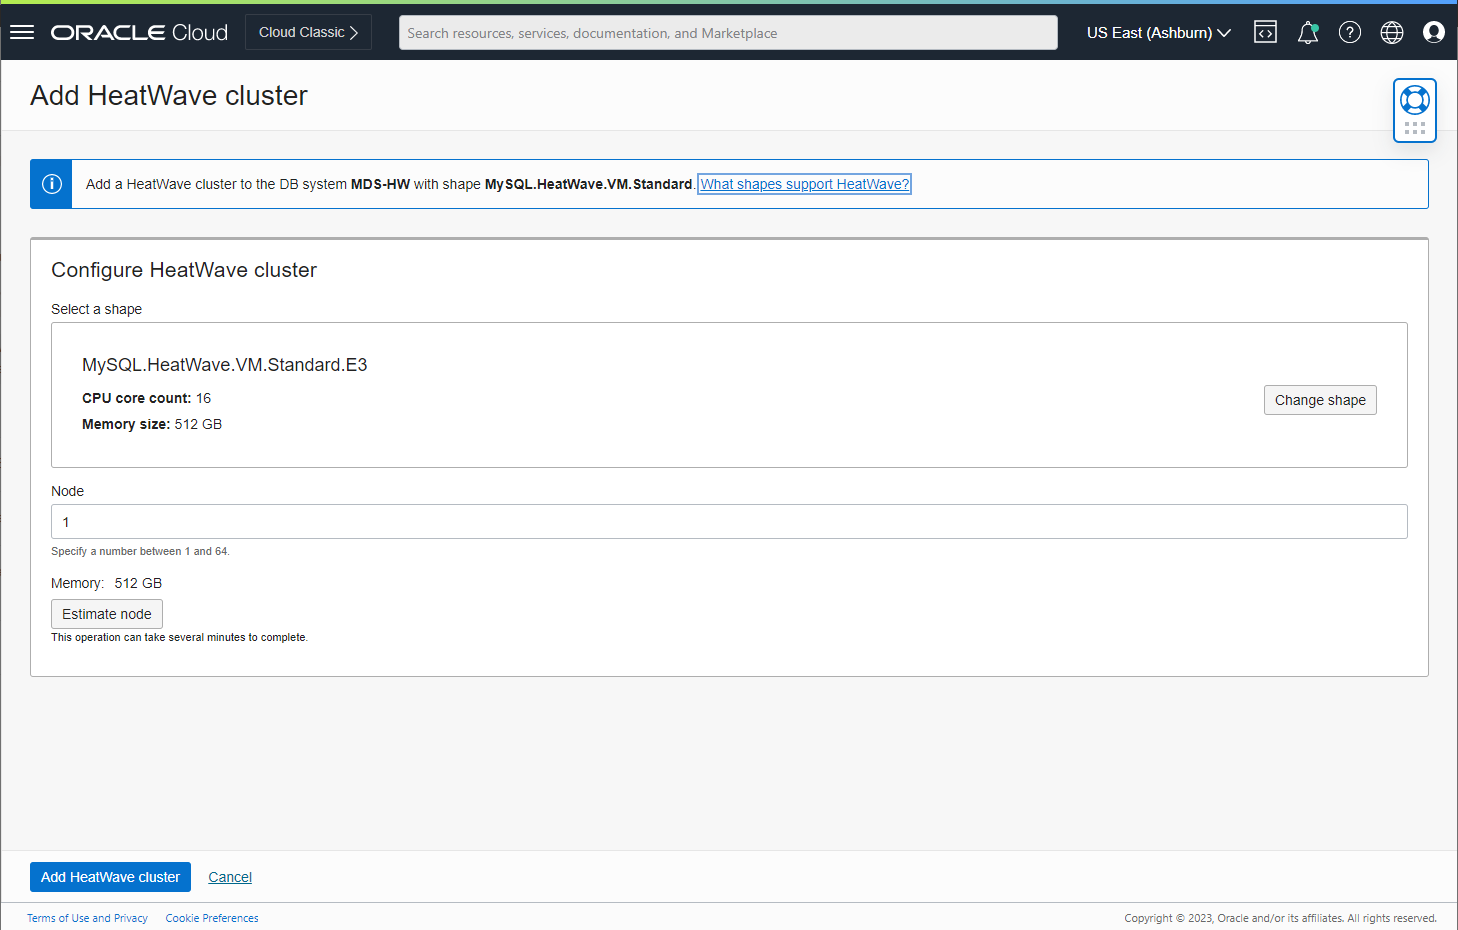 ORACLE Cloud
Cloud Classic
Search resources, services, documentation, and Marketplace
US East (Ashburn)
Add HeatWave cluster
Add a HeatWave cluster to the DB system MDS-HW with shape MySQL.HeatWave.VM.Standard. What shapes support HeatWave?
Configure HeatWave cluster
Select a shape
MySQL.HeatWave.VM.Standard.E3
CPU core count: 16
Memory size: 512 GB
Change shape
Node
1
Specify a number between 1 and 64.
Memory: 512 GB
Estimate node
This operation can take several minutes to complete.
Add HeatWave cluster
Cancel
Terms of Use and Privacy
Cookie Preferences
Copyright © 2023, Oracle and/or its affiliates. All rights reserved.